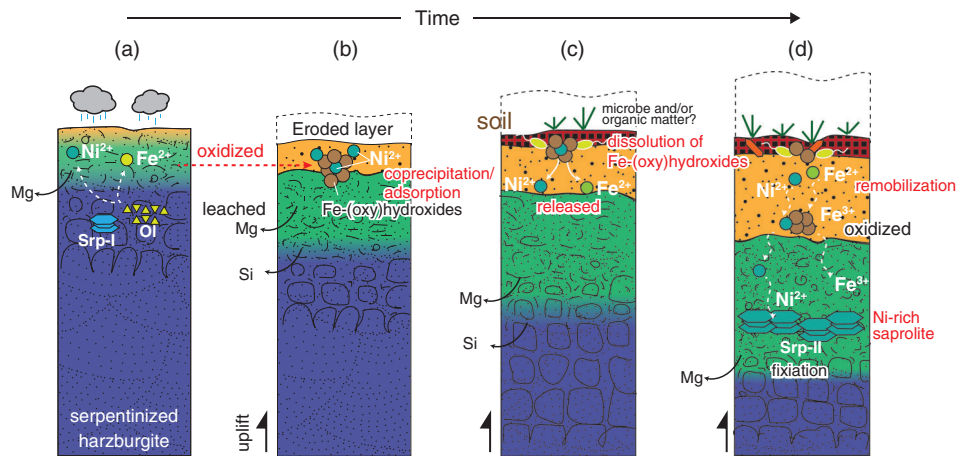 Time
(a)
(b)
(c)
(d)
Ni²⁺
Fe²⁺
Mg
Srp-I
Ol
serpentinized
harzburgite
oxidized
Eroded layer
Ni²⁺
coprecipitation/
adsorption
Fe-(oxy)hydroxides
leached
Mg
Si
uplift
soil
microbe and/or
organic matter?
dissolution of
Fe-(oxy)hydroxides
Ni²⁺
Fe²⁺
released
Mg
Si
Fe²⁺
Ni²⁺
remobilization
Fe³⁺
oxidized
Ni²⁺
Fe³⁺
Ni-rich
saprolite
Srp-II
fixiation
Mg